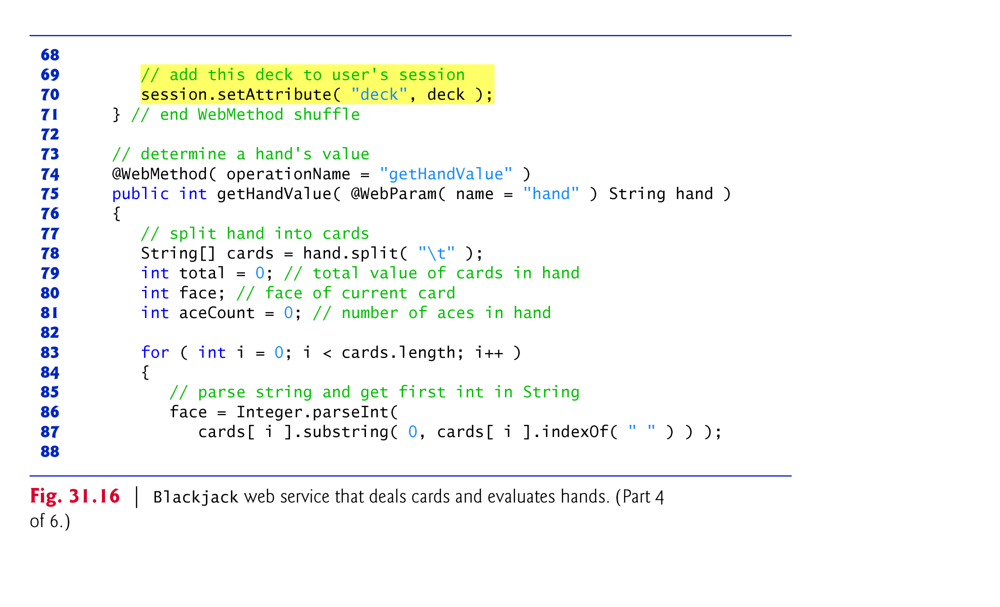 68
69 // add this deck to user's session
70 session.setAttribute( "deck", deck );
71 } // end WebMethod shuffle
72
73 // determine a hand's value
74 @WebMethod( operationName = "getHandValue" )
75 public int getHandValue( @WebParam( name = "hand" ) String hand )
76 {
77 // split hand into cards
78 String[] cards = hand.split( "\t" );
79 int total = 0; // total value of cards in hand
80 int face; // face of current card
81 int aceCount = 0; // number of aces in hand
82
83 for ( int i = 0; i < cards.length; i++ )
84 {
85 // parse string and get first int in String
86 face = Integer.parseInt(
87 cards[ i ].substring( 0, cards[ i ].indexOf( " " ) ) );
88
Fig. 31.16 | Blackjack web service that deals cards and evaluates hands. (Part 4
of 6.)